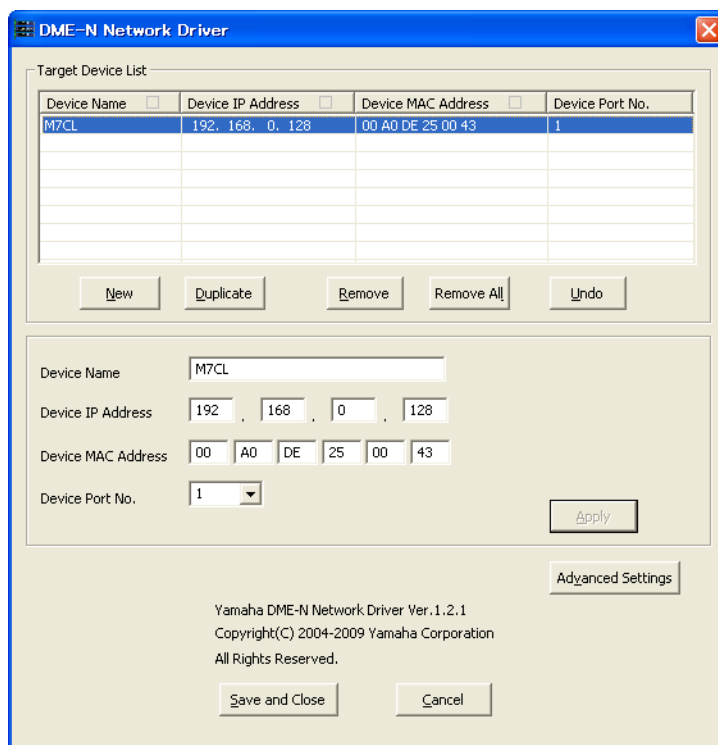 DME-N Network Driver
Target Device List
Device Name Device IP Address Device MAC Address Device Port No.
M7CL 192. 168. 0. 128 00 A0 DE 25 00 43 1
New Duplicate Remove Remove All Undo
Device Name M7CL
Device IP Address 192 . 168 . 0 . 128
Device MAC Address 00 A0 DE 25 00 43
Device Port No. 1
Apply
Advanced Settings
Yamaha DME-N Network Driver Ver.1.2.1
Copyright(C) 2004-2009 Yamaha Corporation
All Rights Reserved.
Save and Close Cancel